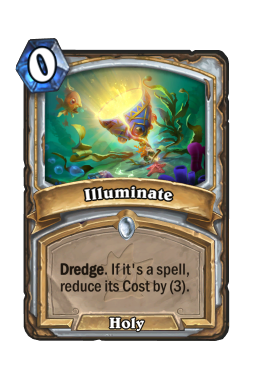 0
Illuminate
Dredge. If it's a spell,
reduce its Cost by (3).
Holy